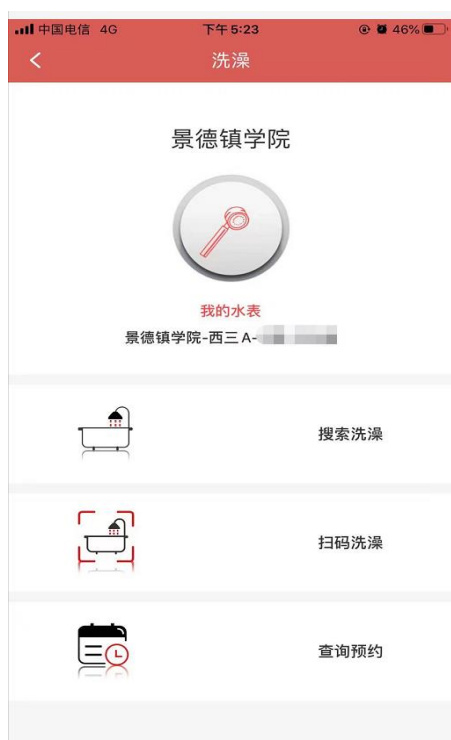 中国电信 4G 下午 5:23 46%
洗澡
景德镇学院
我的水表
景德镇学院-西三 A-
搜索洗澡
扫码洗澡
查询预约